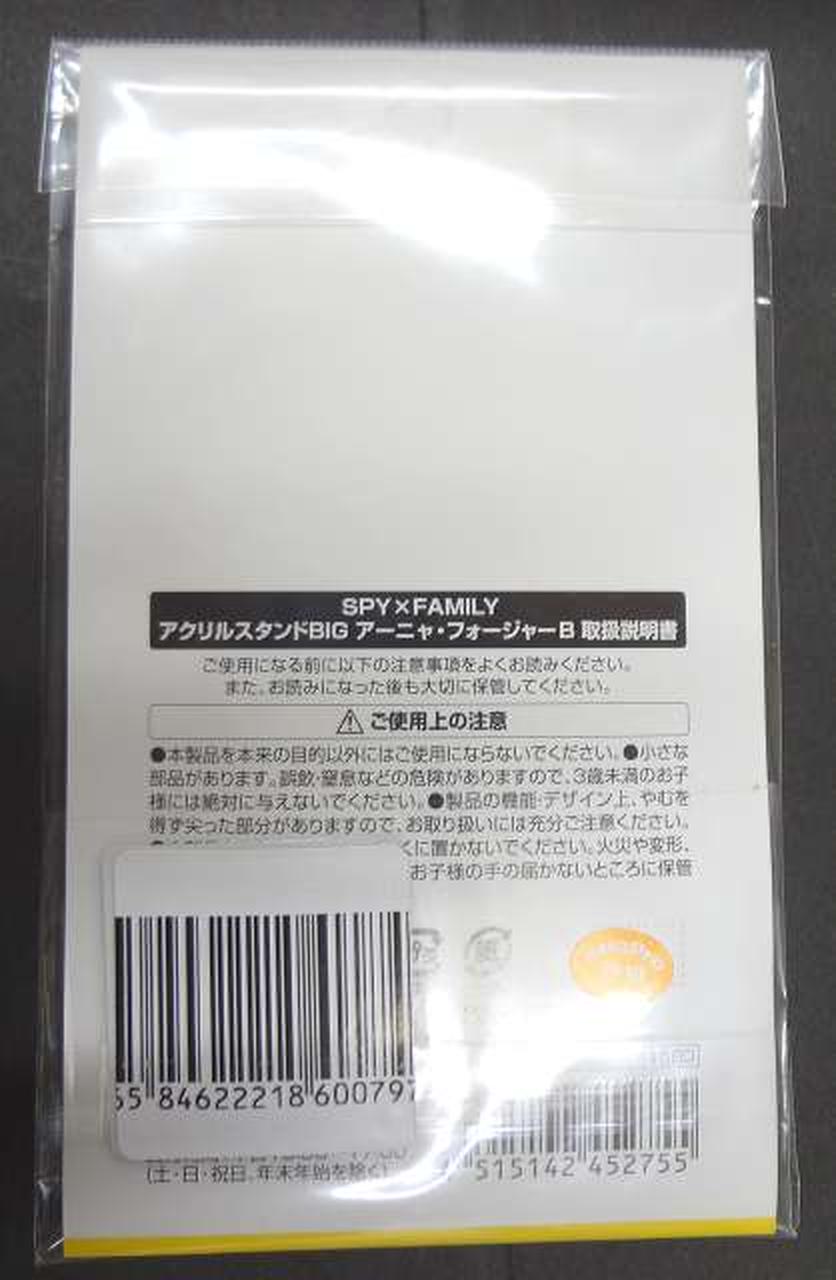 SPY×FAMILY
アクリルスタンドBIG アーニャ・フォージャーB 取扱説明書
ご使用になる前に以下の注意事項をよくお読みください。
また、お読みになった後も大切に保管してください。
ご使用上の注意
●本製品を本来の目的以外にはご使用にならないでください。●小さな
部品があります。誤飲・窒息などの危険がありますので、3歳未満のお子
様には絶対に与えないでください。●製品の機能・デザイン上、やむを
得ず尖った部分がありますので、お取り扱いには充分ご注意ください。
くに置かないでください。火災や変形、
お子様の手の届かないところに保管
84622218 600797
(土・日・祝日、年末年始を除く)
515142 452755